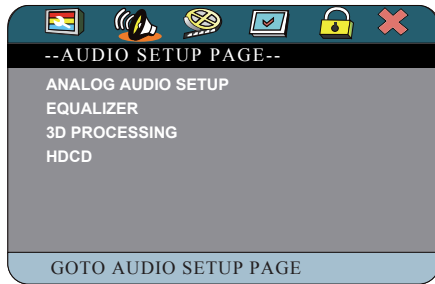 --AUDIO SETUP PAGE--
ANALOG AUDIO SETUP
EQUALIZER
3D PROCESSING
HDCD
GOTO AUDIO SETUP PAGE